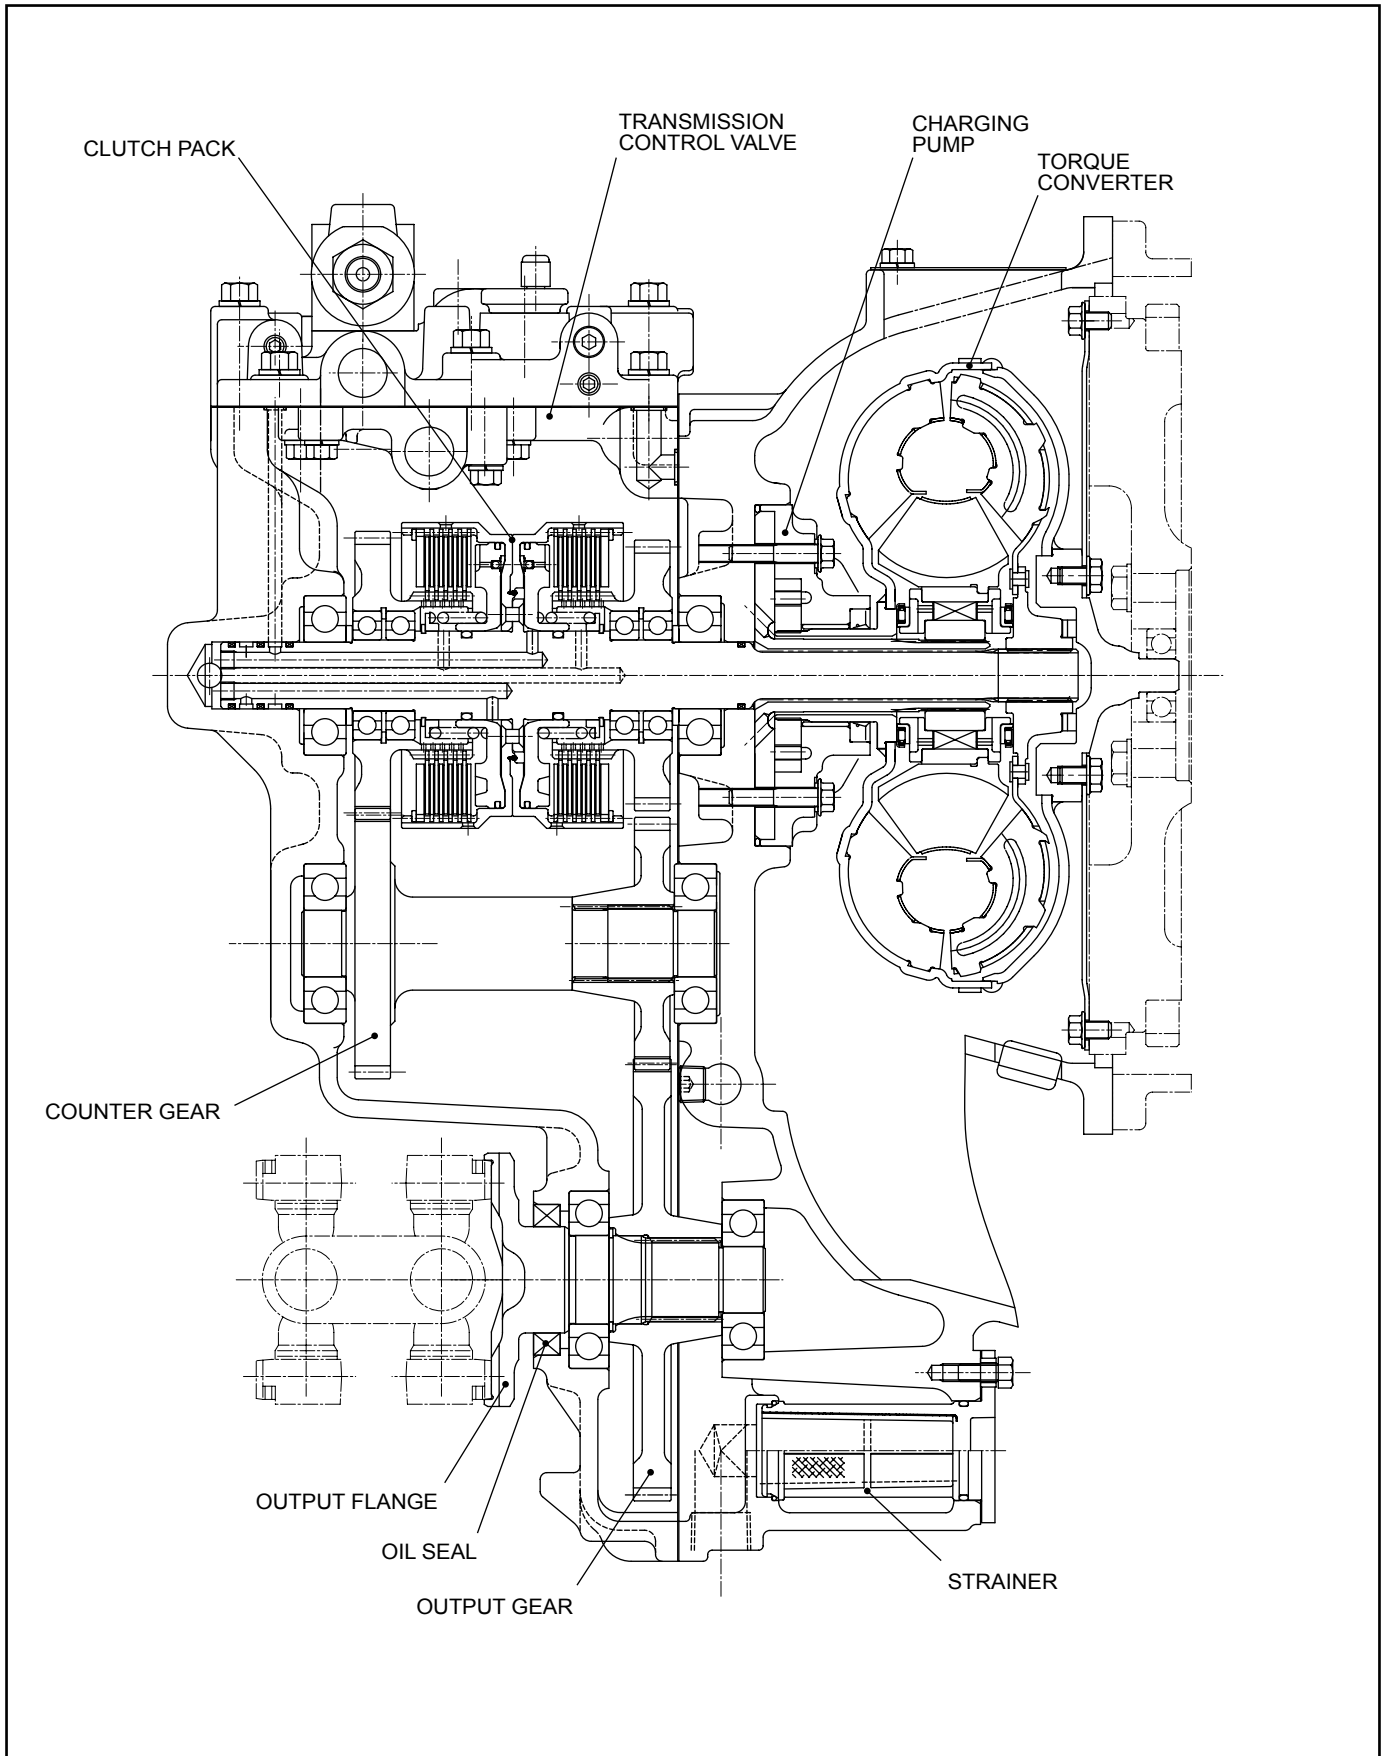 CLUTCH PACK
TRANSMISSION
CONTROL VALVE
CHARGING
PUMP
TORQUE
CONVERTER
COUNTER GEAR
OUTPUT FLANGE
OIL SEAL
OUTPUT GEAR
STRAINER